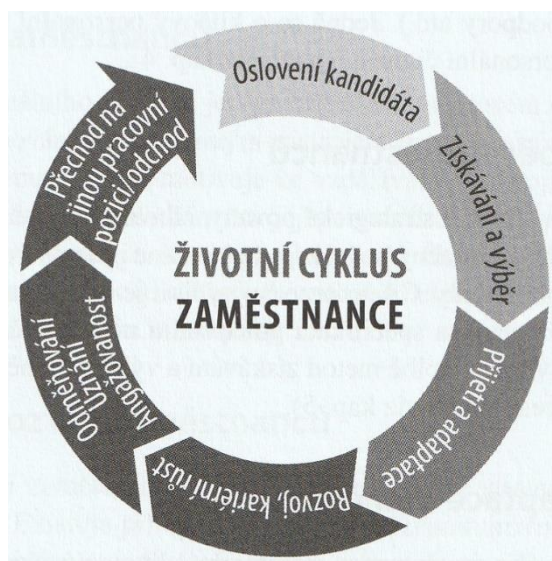 ŽIVOTNÍ CYKLUS
ZAMĚSTNANCE
Oslovení kandidáta
Získávání a výběr
Přijetí a adaptace
Rozvoj, kariérní růst
Odměňování
Uznání
Angažovanost
Přechod na
jinou pracovní
pozici/odchod